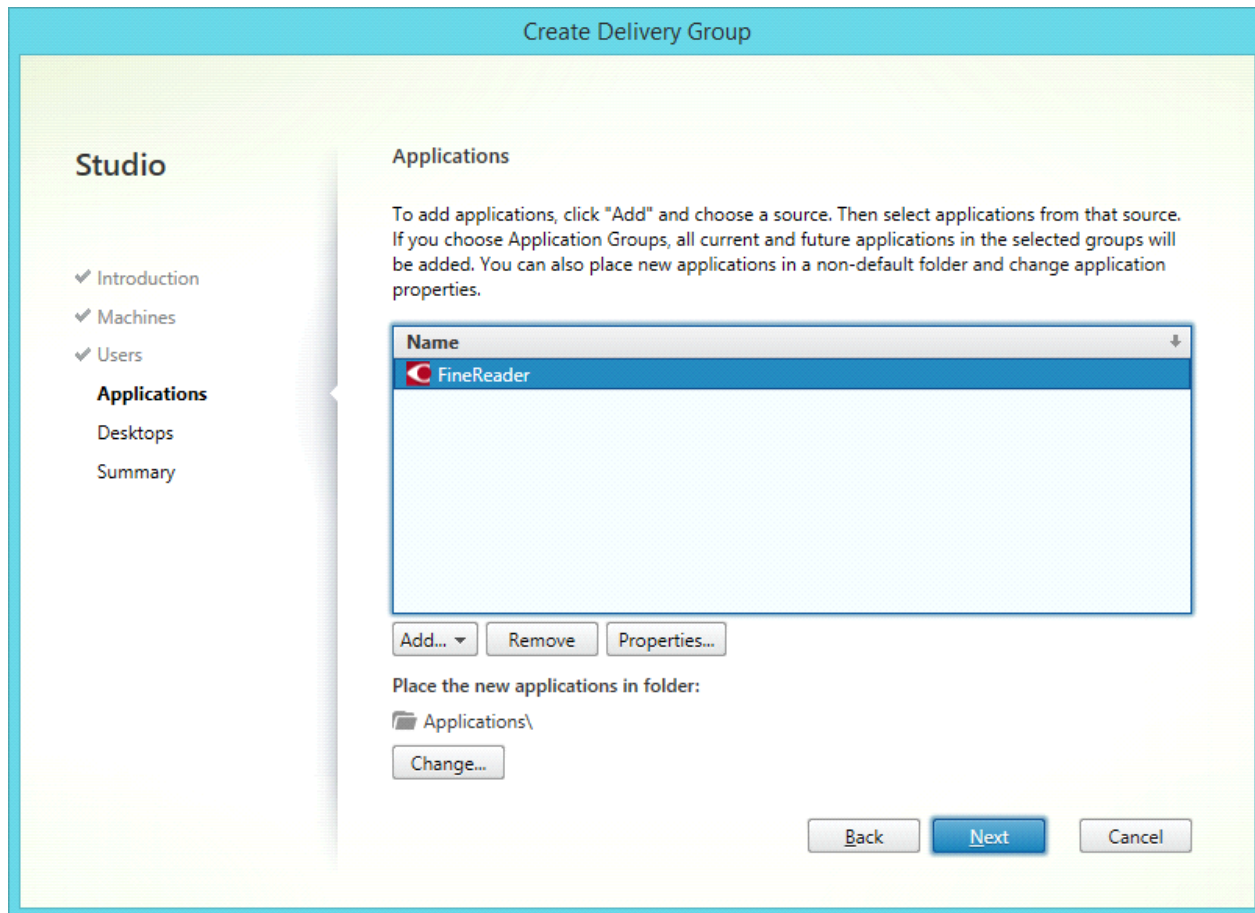 Create Delivery Group
Studio
Introduction
Machines
Users
Applications
Desktops
Summary
Applications
To add applications, click "Add" and choose a source. Then select applications from that source.
If you choose Application Groups, all current and future applications in the selected groups will
be added. You can also place new applications in a non-default folder and change application
properties.
Name
FineReader
Add...
Remove
Properties...
Place the new applications in folder:
Applications\
Change...
Back
Next
Cancel